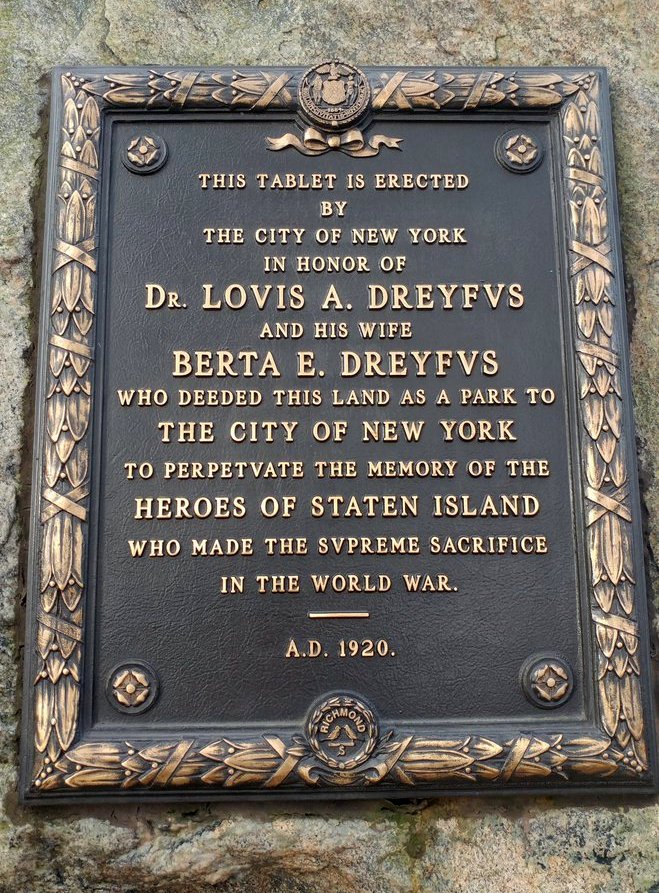 THIS TABLET IS ERECTED
BY
THE CITY OF NEW YORK
IN HONOR OF
DR. LOVIS A. DREYFVS
AND HIS WIFE
BERTA E. DREYFVS
WHO DEEDED THIS LAND AS A PARK TO
THE CITY OF NEW YORK
TO PERPETVATE THE MEMORY OF THE
HEROES OF STATEN ISLAND
WHO MADE THE SVPREME SACRIFICE
IN THE WORLD WAR.
A.D. 1920.
RICHMOND
S